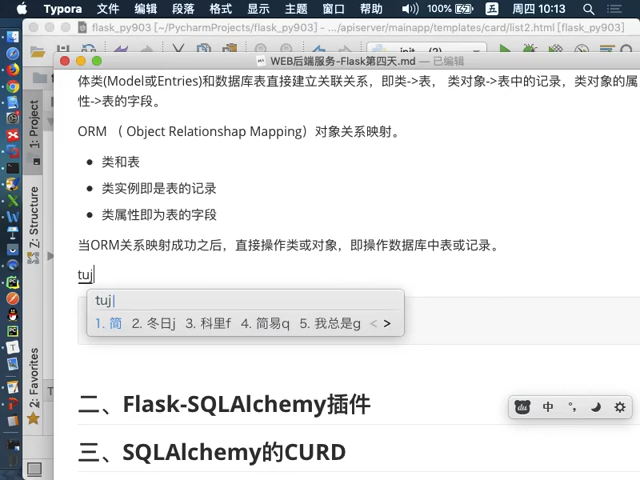 Typora 文件 编辑 段落 格式 显示 主题 窗口 帮助 100% 五 周四 10:13
flask_py903 [~/PycharmProjects/flask_py903] - .../apiserver/mainapp/templates/card/list2.html [flask_py903]
WEB后端服务-Flask第四天.md — 已编辑
体类(Model或Entries)和数据库表直接建立关联关系，即类->表， 类对象->表中的记录，类对象的属
性->表的字段。
ORM （ Object Relationshap Mapping）对象关系映射。
类和表
类实例即是表的记录
类属性即为表的字段
当ORM关系映射成功之后，直接操作类或对象，即操作数据库中表或记录。
tuj
tuj
1. 简 2. 冬日j 3. 科里f 4. 简易q 5. 我总是g < >
二、Flask-SQLAlchemy插件
三、SQLAlchemy的CURD
du 中 °,
1: Project
7: Structure
2: Favorites